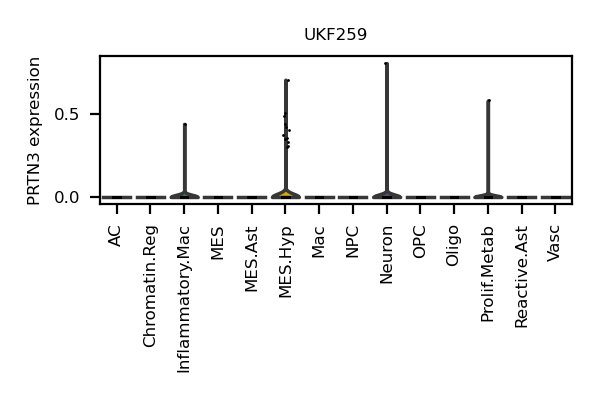 UKF259
PRTN3 expression
0.5
0.0
AC
Chromatin.Reg
Inflammatory.Mac
MES
MES.Ast
MES.Hyp
Mac
NPC
Neuron
OPC
Oligo
Prolif.Metab
Reactive.Ast
Vasc